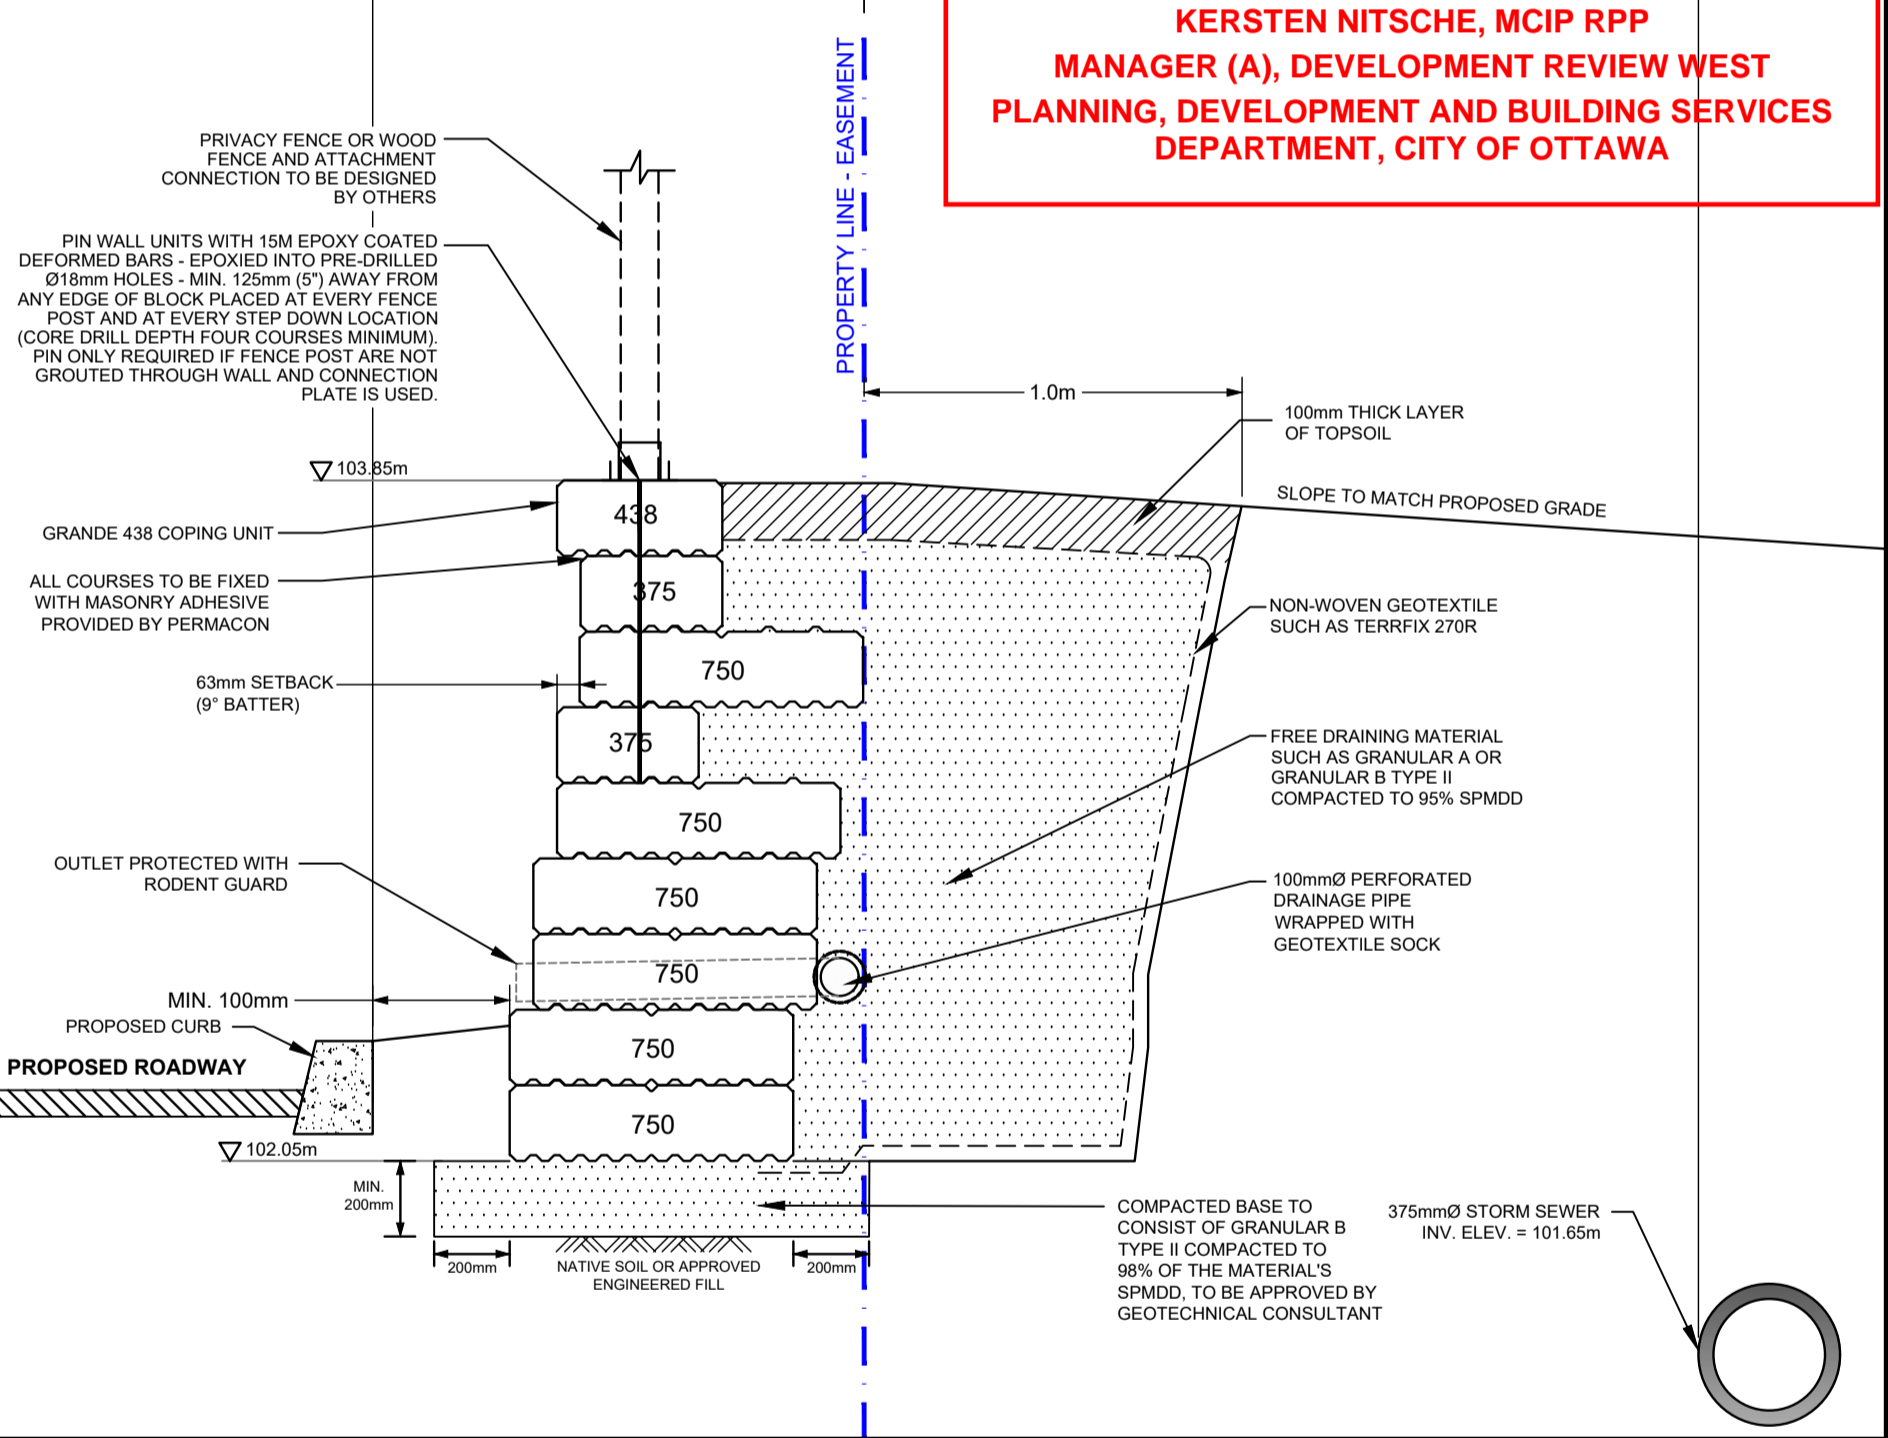 KERSTEN NITSCHE, MCIP RPP
MANAGER (A), DEVELOPMENT REVIEW WEST
PLANNING, DEVELOPMENT AND BUILDING SERVICES
DEPARTMENT, CITY OF OTTAWA
PROPERTY LINE - EASEMENT
PRIVACY FENCE OR WOOD
FENCE AND ATTACHMENT
CONNECTION TO BE DESIGNED
BY OTHERS
PIN WALL UNITS WITH 15M EPOXY COATED
DEFORMED BARS - EPOXIED INTO PRE-DRILLED
Ø18mm HOLES - MIN. 125mm (5") AWAY FROM
ANY EDGE OF BLOCK PLACED AT EVERY FENCE
POST AND AT EVERY STEP DOWN LOCATION
(CORE DRILL DEPTH FOUR COURSES MINIMUM).
PIN ONLY REQUIRED IF FENCE POST ARE NOT
GROUTED THROUGH WALL AND CONNECTION
PLATE IS USED.
1.0m
100mm THICK LAYER
OF TOPSOIL
103.85m
SLOPE TO MATCH PROPOSED GRADE
438
GRANDE 438 COPING UNIT
ALL COURSES TO BE FIXED
WITH MASONRY ADHESIVE
PROVIDED BY PERMACON
375
NON-WOVEN GEOTEXTILE
SUCH AS TERRFIX 270R
63mm SETBACK
(9° BATTER)
750
375
FREE DRAINING MATERIAL
SUCH AS GRANULAR A OR
GRANULAR B TYPE II
COMPACTED TO 95% SPMDD
750
OUTLET PROTECTED WITH
RODENT GUARD
750
100mmØ PERFORATED
DRAINAGE PIPE
WRAPPED WITH
GEOTEXTILE SOCK
750
MIN. 100mm
PROPOSED CURB
PROPOSED ROADWAY
750
750
102.05m
MIN.
200mm
200mm
NATIVE SOIL OR APPROVED
ENGINEERED FILL
200mm
COMPACTED BASE TO
CONSIST OF GRANULAR B
TYPE II COMPACTED TO
98% OF THE MATERIAL'S
SPMDD, TO BE APPROVED BY
GEOTECHNICAL CONSULTANT
375mmØ STORM SEWER
INV. ELEV. = 101.65m